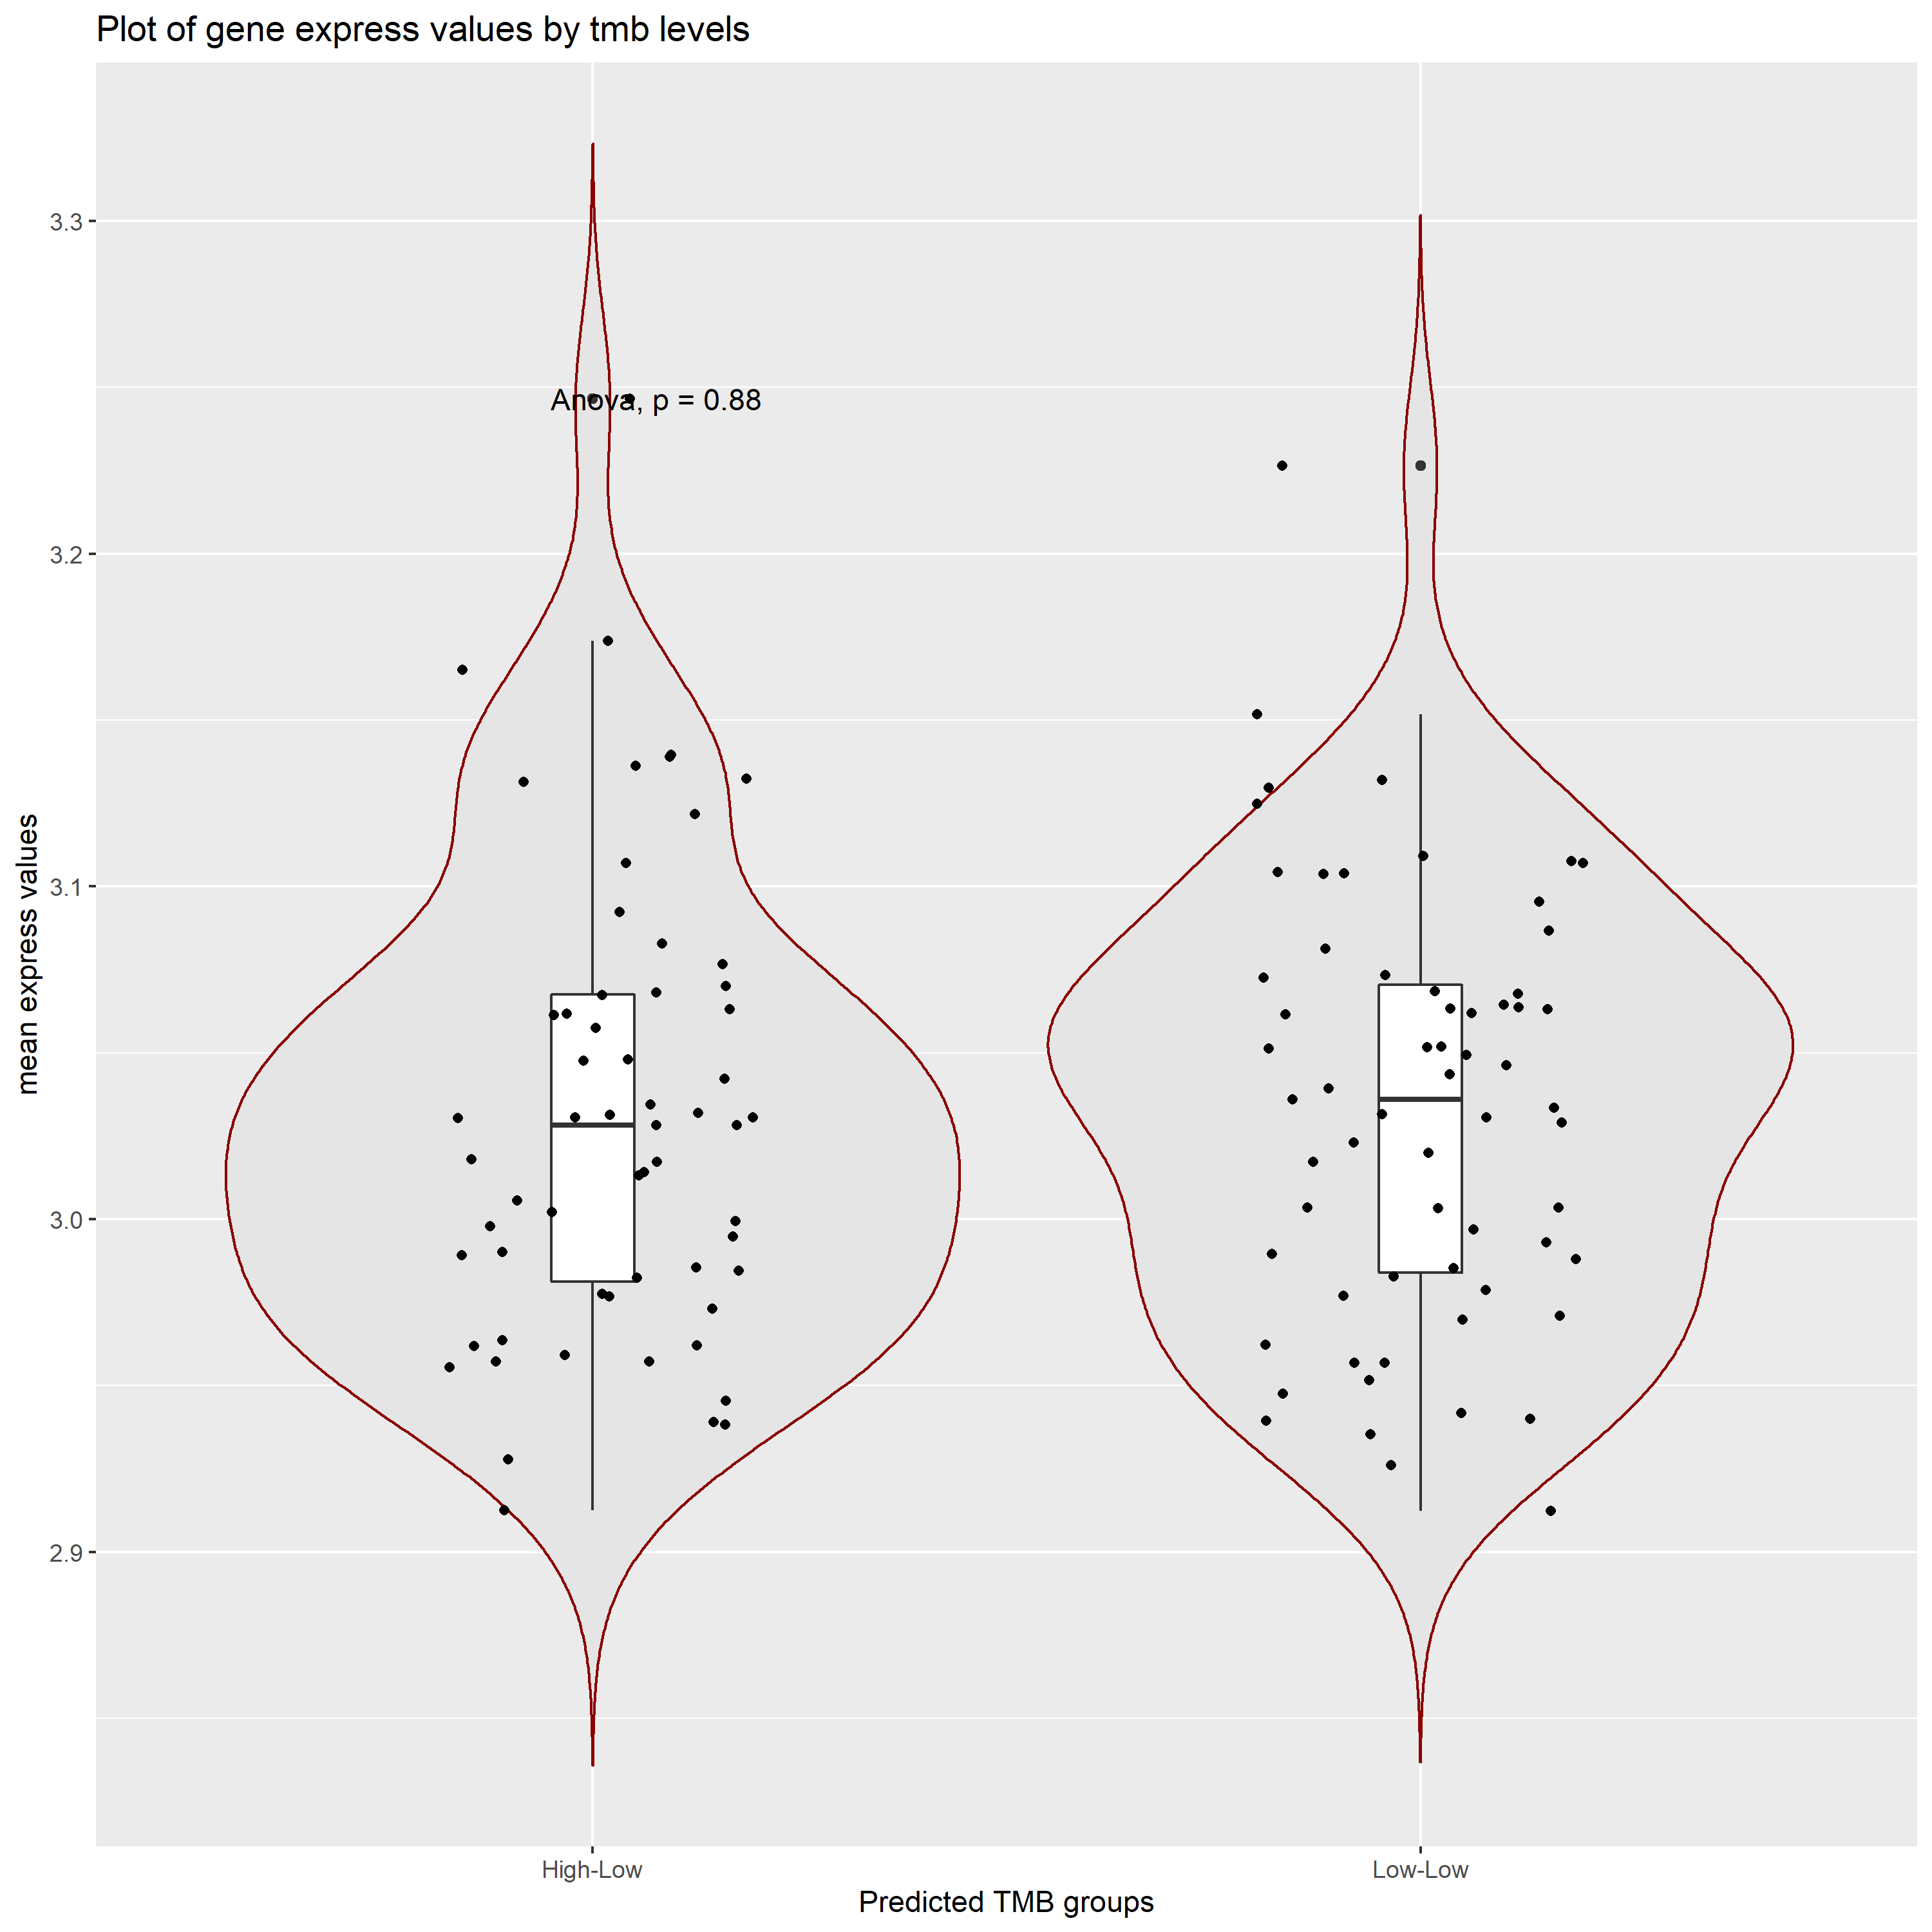 Plot of gene express values by tmb levels
mean express values
3.3
3.2
3.1
3.0
2.9
Anova, p = 0.88
High-Low
Low-Low
Predicted TMB groups